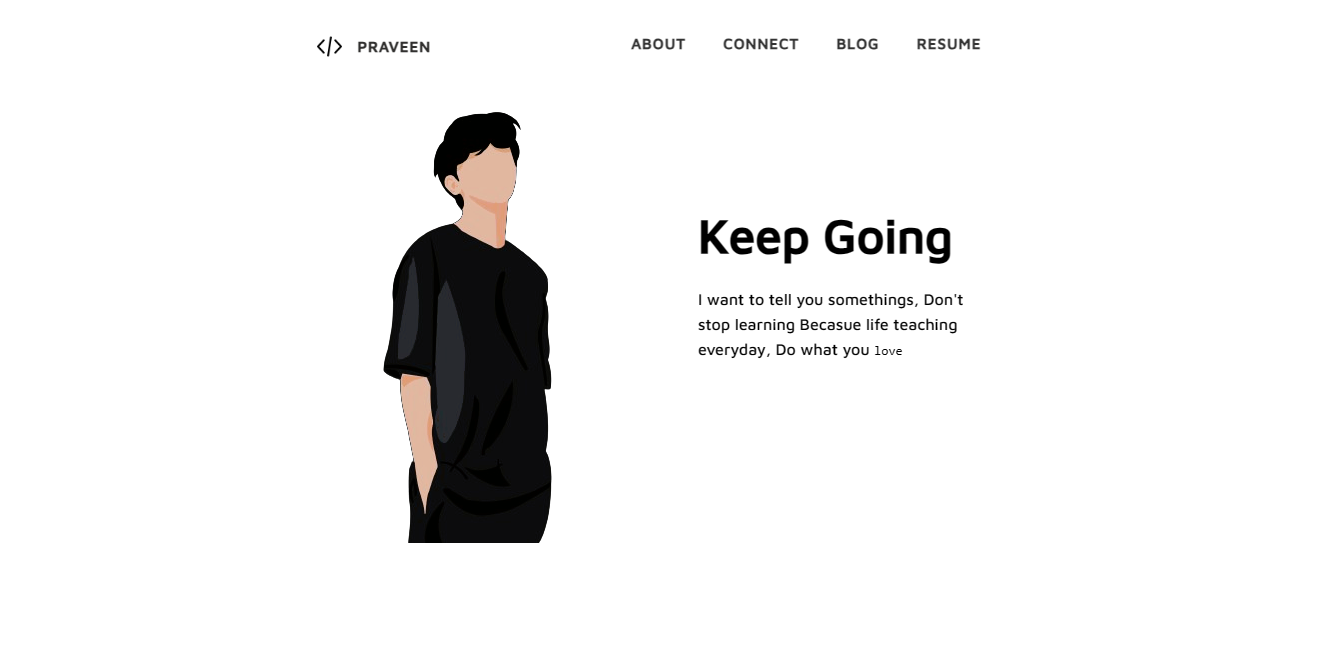 </> PRAVEEN
ABOUT CONNECT BLOG RESUME
Keep Going
I want to tell you somethings, Don't
stop learning Becasue life teaching
everyday, Do what you love